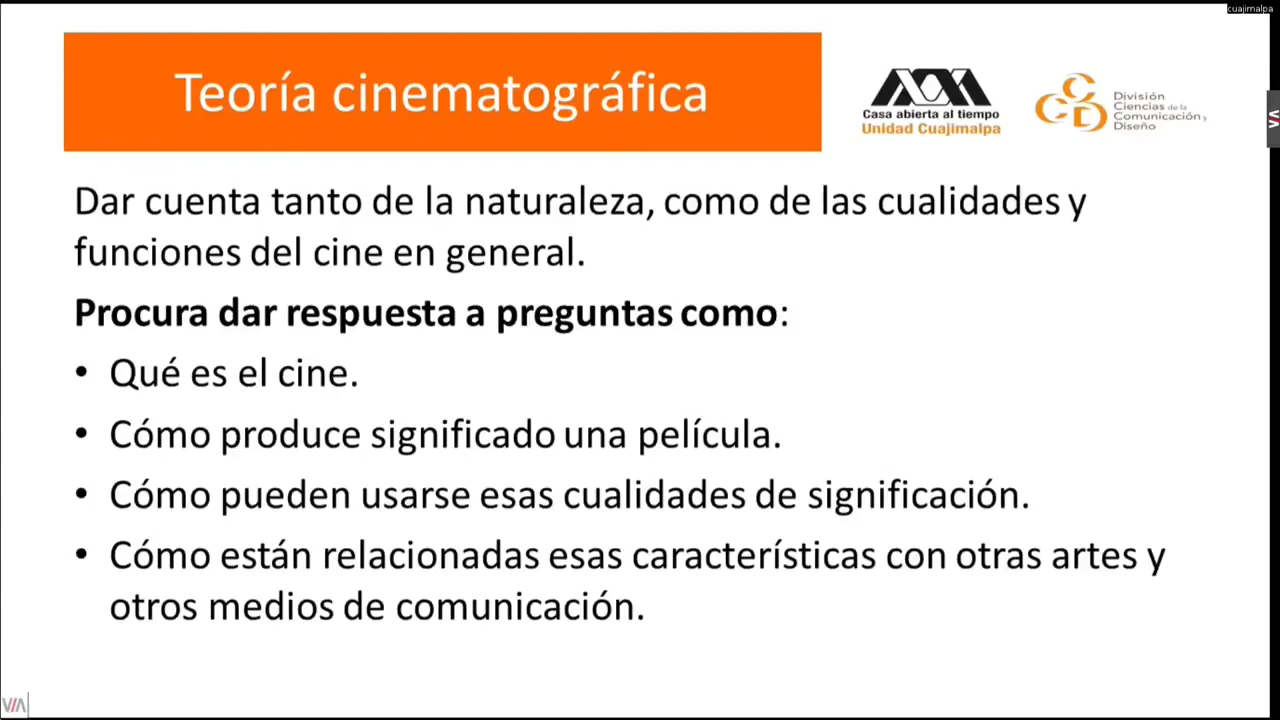 cuajimalpa
Teoría cinematográfica
Casa abierta al tiempo
Unidad Cuajimalpa
CCD
División
Ciencias de la
Comunicación y
Diseño
Dar cuenta tanto de la naturaleza, como de las cualidades y
funciones del cine en general.
Procura dar respuesta a preguntas como:
• Qué es el cine.
• Cómo produce significado una película.
• Cómo pueden usarse esas cualidades de significación.
• Cómo están relacionadas esas características con otras artes y
otros medios de comunicación.
VIA